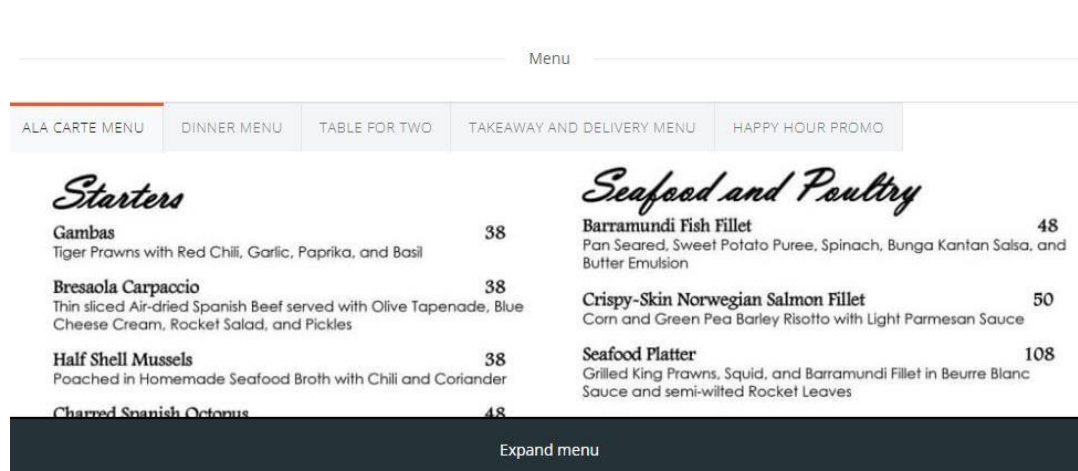 Menu
ALA CARTE MENU
DINNER MENU
TABLE FOR TWO
TAKEAWAY AND DELIVERY MENU
HAPPY HOUR PROMO
Starters
Gambas 38
Tiger Prawns with Red Chili, Garlic, Paprika, and Basil
Bresaola Carpaccio 38
Thin sliced Air-dried Spanish Beef served with Olive Tapenade, Blue
Cheese Cream, Rocket Salad, and Pickles
Half Shell Mussels 38
Poached in Homemade Seafood Broth with Chili and Coriander
Charred Spanish Octopus 48
Seafood and Poultry
Barramundi Fish Fillet 48
Pan Seared, Sweet Potato Puree, Spinach, Bunga Kantan Salsa, and
Butter Emulsion
Crispy-Skin Norwegian Salmon Fillet 50
Corn and Green Pea Barley Risotto with Light Parmesan Sauce
Seafood Platter 108
Grilled King Prawns, Squid, and Barramundi Fillet in Beurre Blanc
Sauce and semi-wilted Rocket Leaves
Expand menu